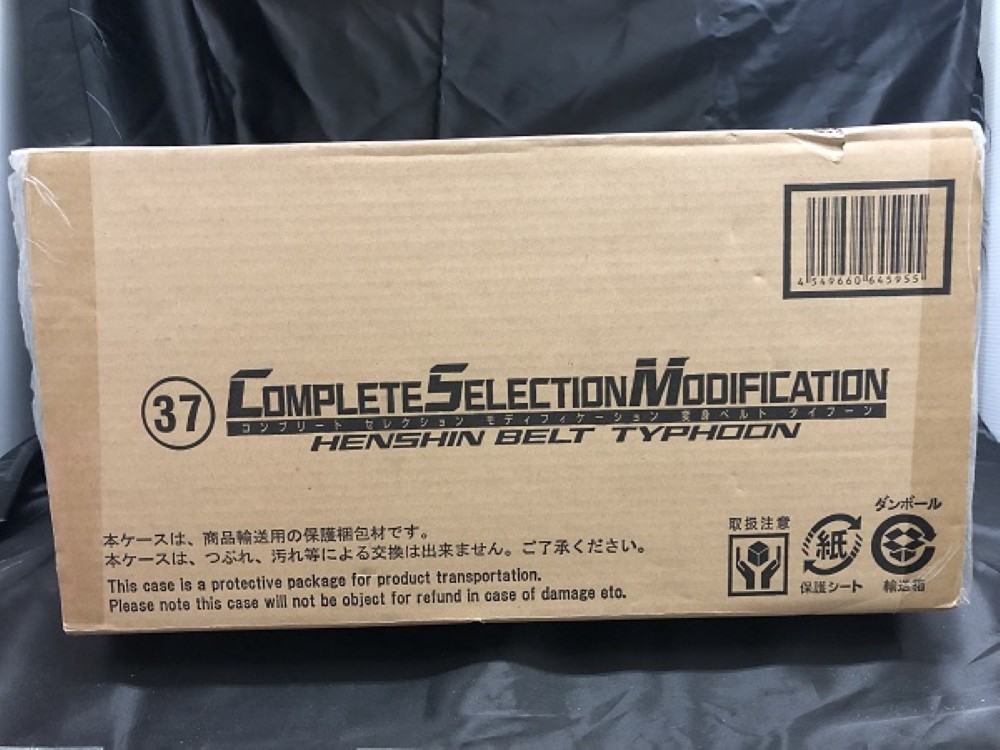 4 549660 645955
37
COMPLETE SELECTION MODIFICATION
コンプリート セレクション モディフィケーション 変身ベルト タイフーン
HENSHIN BELT TYPHOON
本ケースは、商品輸送用の保護梱包材です。
本ケースは、つぶれ、汚れ等による交換は出来ません。ご了承ください。
This case is a protective package for product transportation.
Please note this case will not be object for refund in case of damage etc.
取扱注意
紙
保護シート
ダンボール
輸送箱